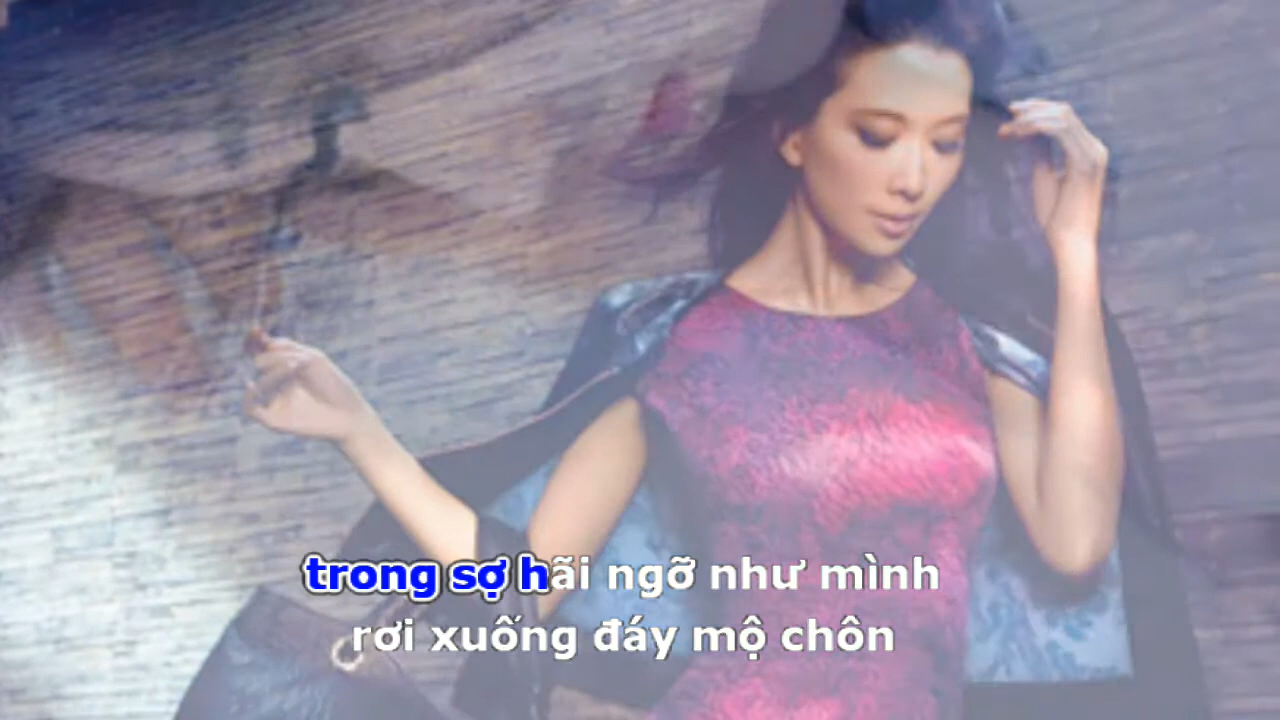 trong sợ hãi ngỡ như mình
rơi xuống đáy mộ chôn